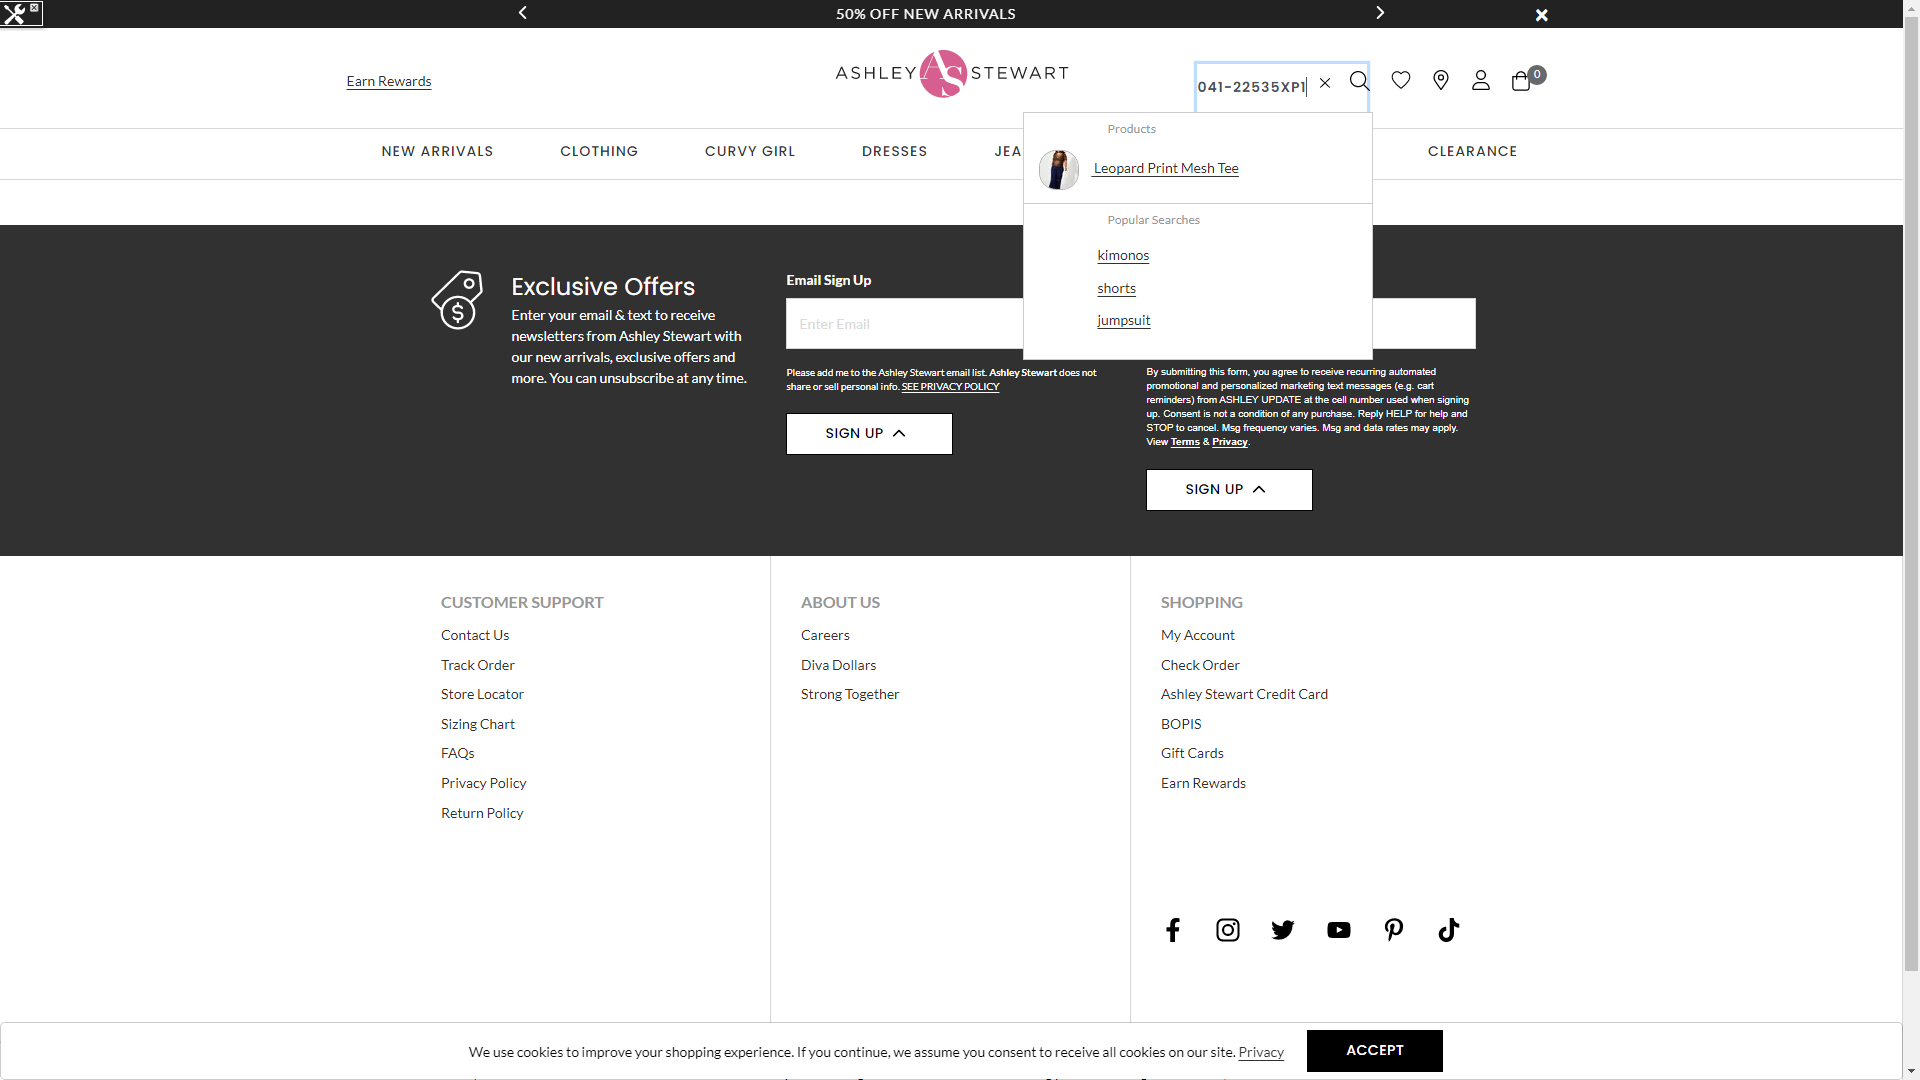 50% OFF NEW ARRIVALS
Earn Rewards
ASHLEY AS STEWART
041-22535XP1
0
NEW ARRIVALS
CLOTHING
CURVY GIRL
DRESSES
JEA
CLEARANCE
Products
Leopard Print Mesh Tee
Popular Searches
kimonos
shorts
jumpsuit
Exclusive Offers
Enter your email & text to receive
newsletters from Ashley Stewart with
our new arrivals, exclusive offers and
more. You can unsubscribe at any time.
Email Sign Up
Enter Email
Please add me to the Ashley Stewart email list. Ashley Stewart does not
share or sell personal info. SEE PRIVACY POLICY
SIGN UP
By submitting this form, you agree to receive recurring automated
promotional and personalized marketing text messages (e.g. cart
reminders) from ASHLEY UPDATE at the cell number used when signing
up. Consent is not a condition of any purchase. Reply HELP for help and
STOP to cancel. Msg frequency varies. Msg and data rates may apply.
View Terms & Privacy.
SIGN UP
CUSTOMER SUPPORT
Contact Us
Track Order
Store Locator
Sizing Chart
FAQs
Privacy Policy
Return Policy
ABOUT US
Careers
Diva Dollars
Strong Together
SHOPPING
My Account
Check Order
Ashley Stewart Credit Card
BOPIS
Gift Cards
Earn Rewards
We use cookies to improve your shopping experience. If you continue, we assume you consent to receive all cookies on our site. Privacy
ACCEPT